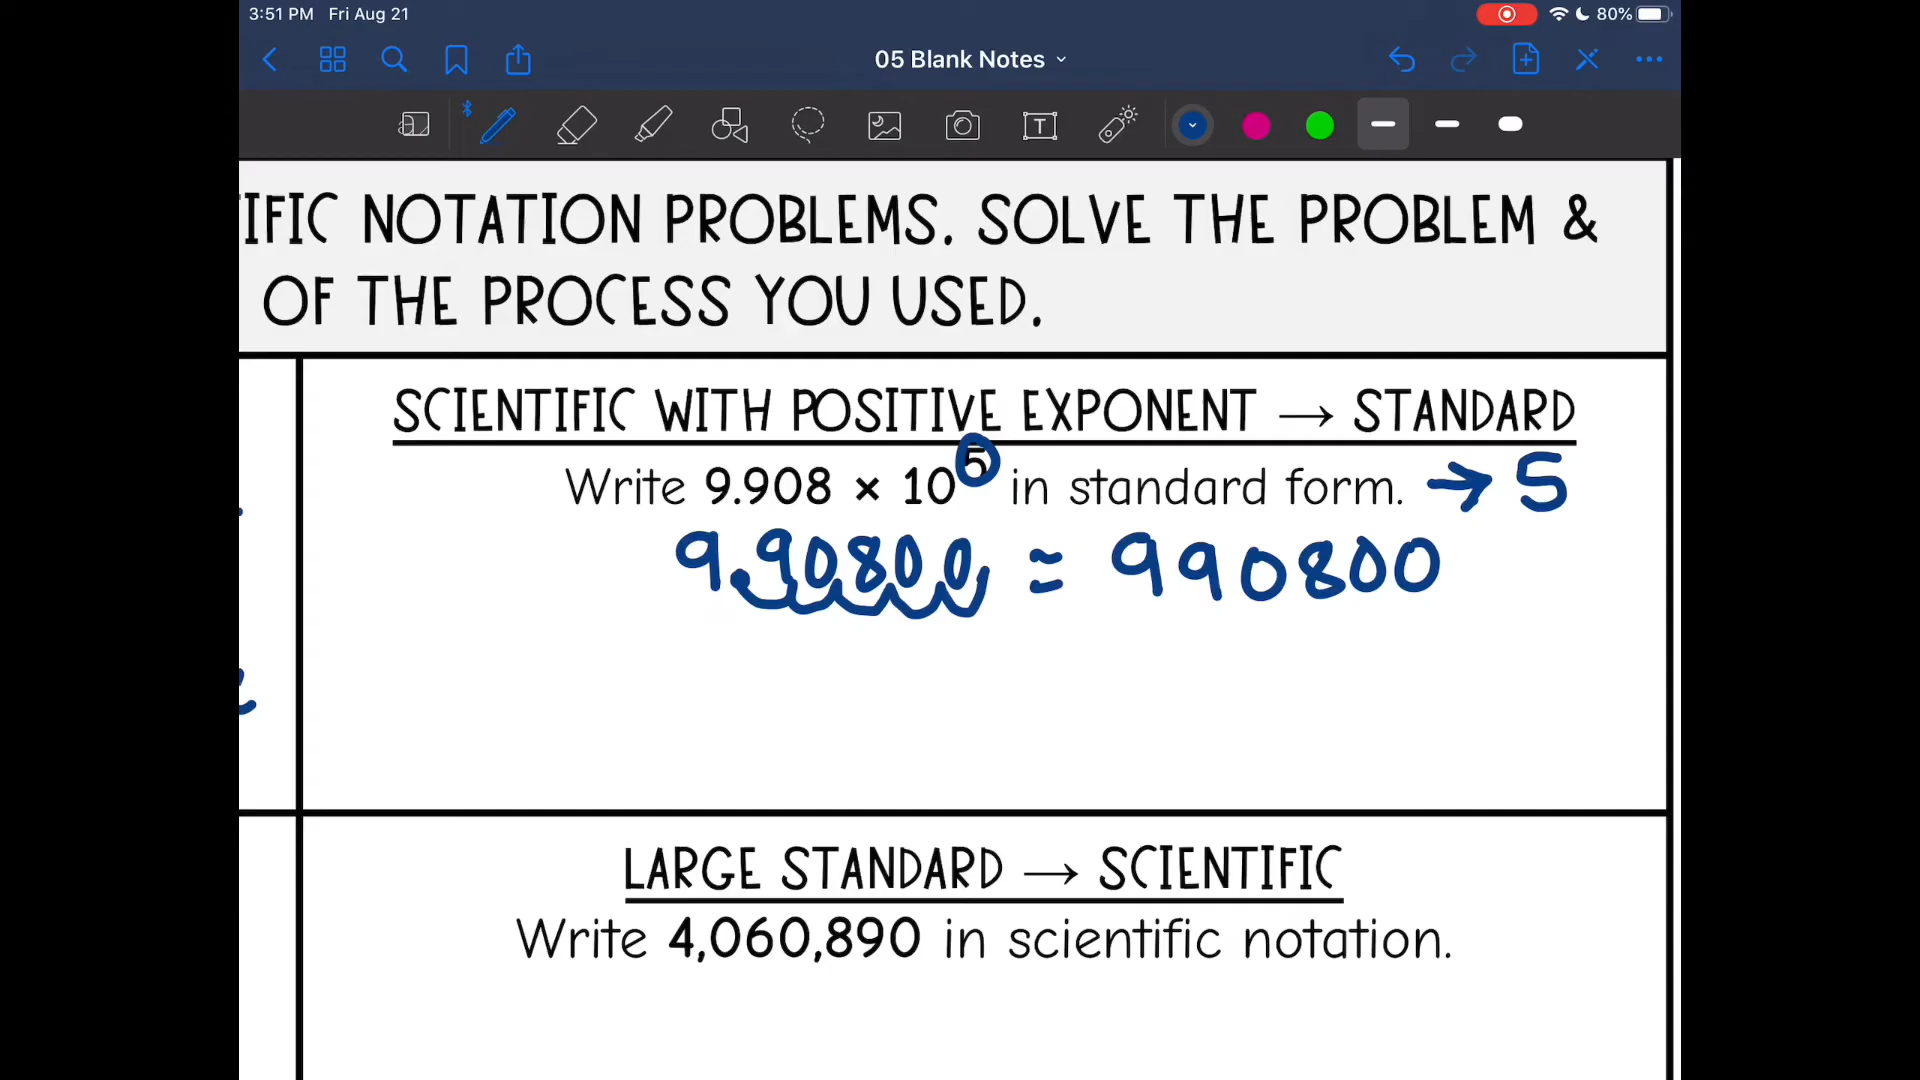 3:51 PM Fri Aug 21 80%
05 Blank Notes
IFIC NOTATION PROBLEMS. SOLVE THE PROBLEM &
OF THE PROCESS YOU USED.
SCIENTIFIC WITH POSITIVE EXPONENT → STANDARD
Write 9.908 × 10⁵ in standard form. → 5
9.90800 = 990800
LARGE STANDARD → SCIENTIFIC
Write 4,060,890 in scientific notation.